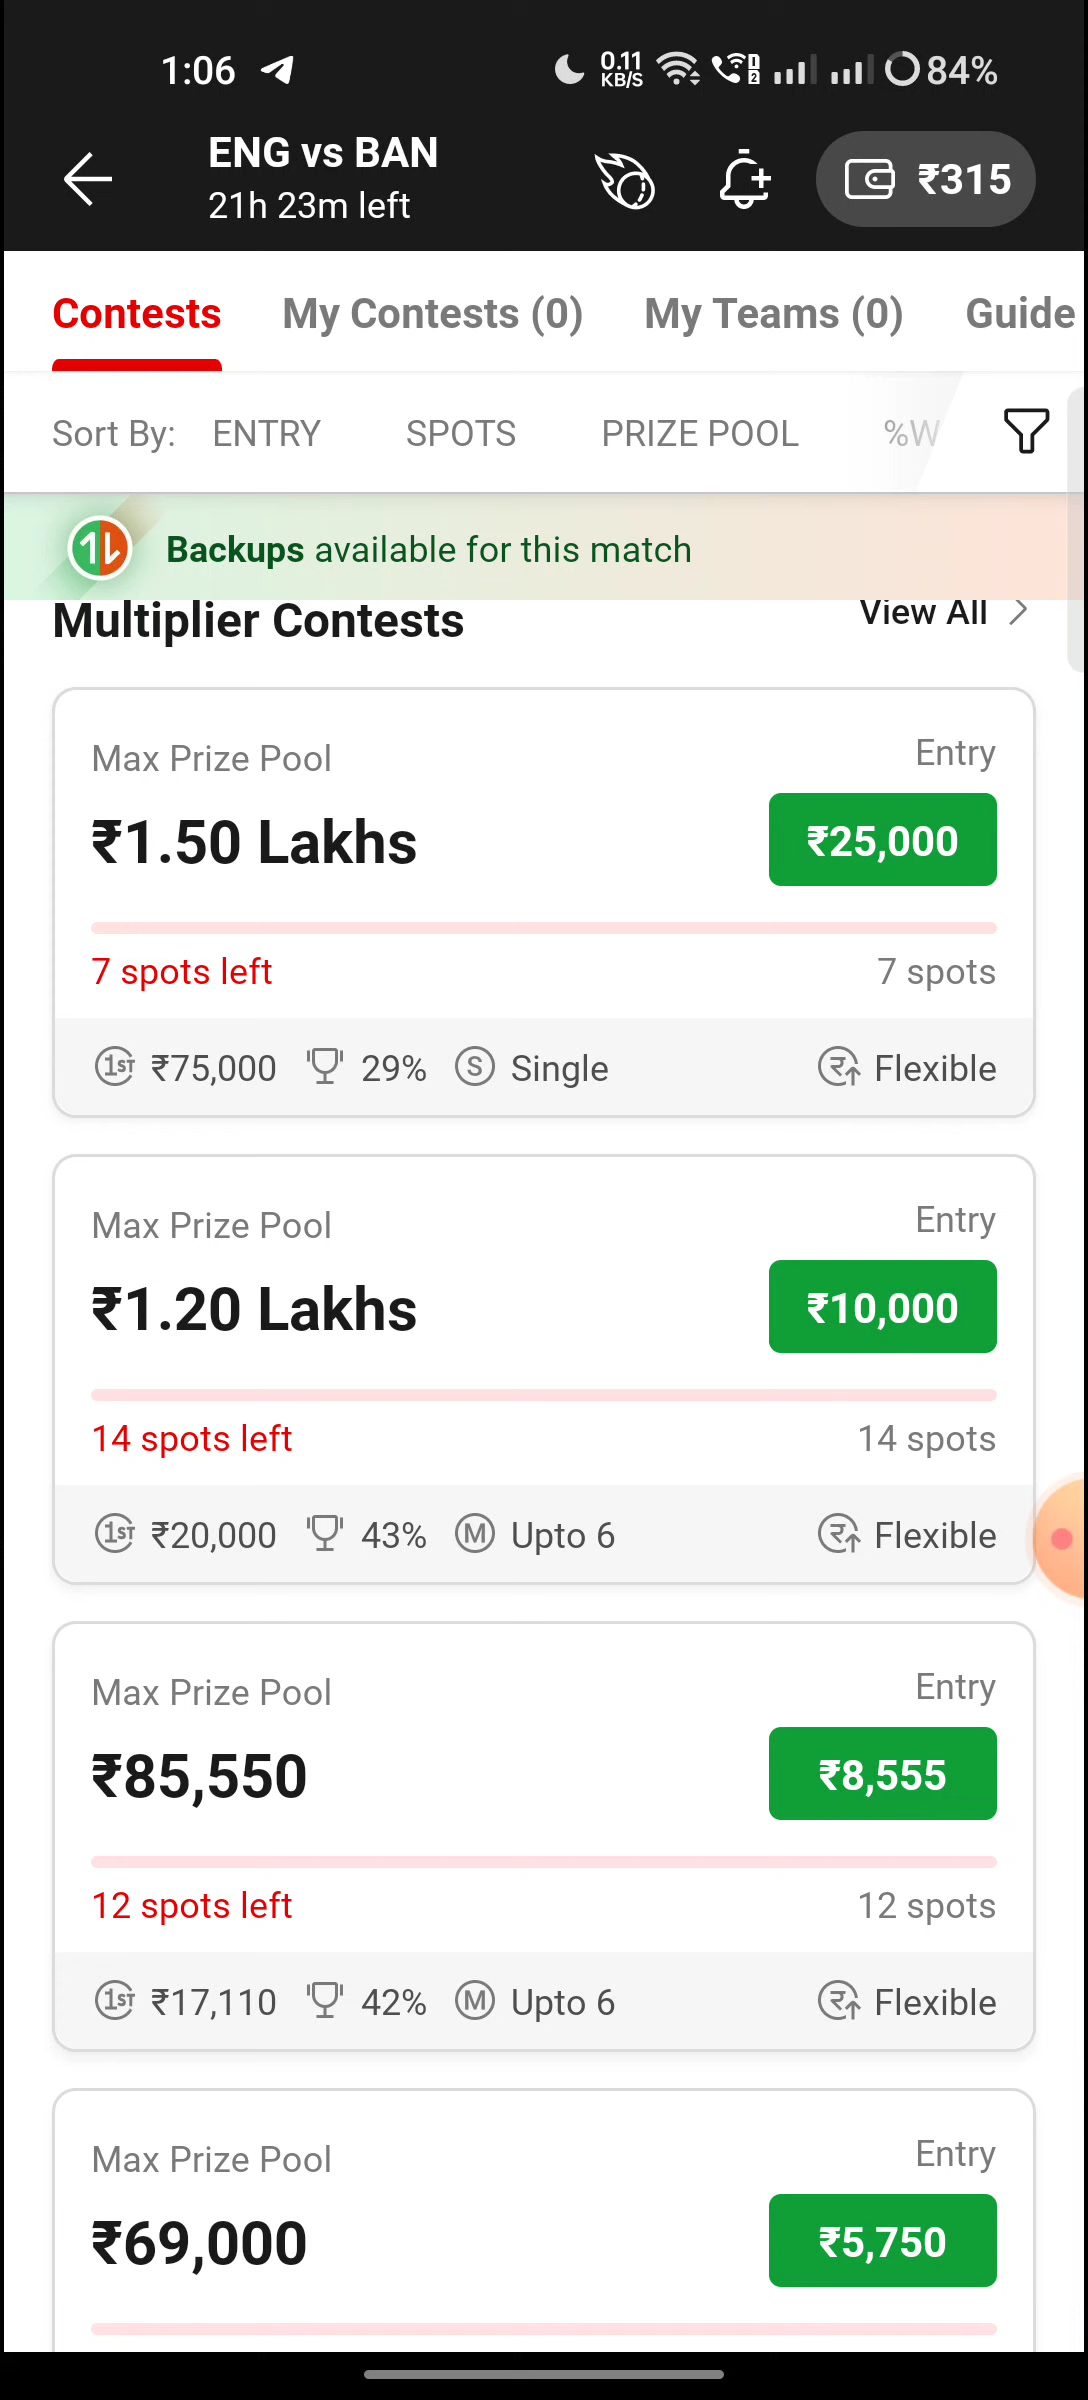 1:06
0.11 KB/S
84%
ENG vs BAN
21h 23m left
₹315
Contests
My Contests (0)
My Teams (0)
Guide
Sort By:
ENTRY
SPOTS
PRIZE POOL
%W
Backups available for this match
Multiplier Contests
View All
Max Prize Pool
Entry
₹1.50 Lakhs
₹25,000
7 spots left
7 spots
1ST ₹75,000
29%
S Single
₹ Flexible
Max Prize Pool
Entry
₹1.20 Lakhs
₹10,000
14 spots left
14 spots
1ST ₹20,000
43%
M Upto 6
₹ Flexible
Max Prize Pool
Entry
₹85,550
₹8,555
12 spots left
12 spots
1ST ₹17,110
42%
M Upto 6
₹ Flexible
Max Prize Pool
Entry
₹69,000
₹5,750